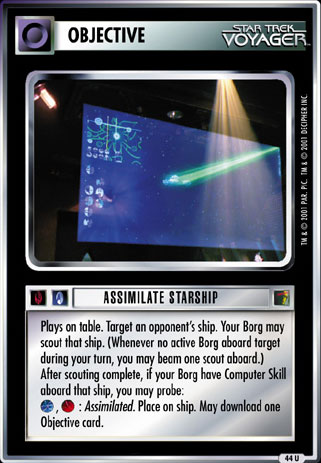 OBJECTIVE
STAR TREK
VOYAGER™
TM & © 2001 PAR. PIC. TM & © 2001 DECIPHER INC.
ASSIMILATE STARSHIP
Plays on table. Target an opponent's ship. Your Borg may
scout that ship. (Whenever no active Borg aboard target
during your turn, you may beam one scout aboard.)
After scouting complete, if your Borg have Computer Skill
aboard that ship, you may probe:
, : Assimilated. Place on ship. May download one
Objective card.
44 U